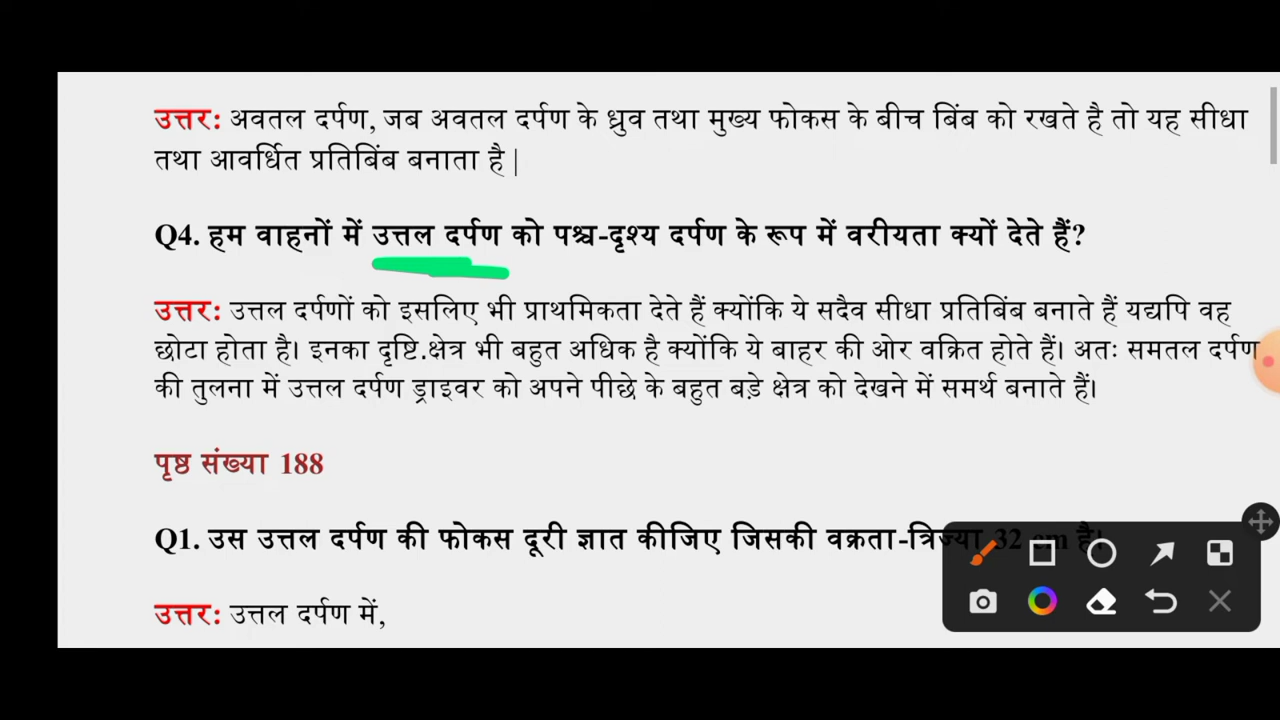 उत्तर: अवतल दर्पण, जब अवतल दर्पण के ध्रुव तथा मुख्य फोकस के बीच बिंब को रखते है तो यह सीधा
तथा आवर्धित प्रतिबिंब बनाता है |
Q4. हम वाहनों में उत्तल दर्पण को पश्च-दृश्य दर्पण के रूप में वरीयता क्यों देते हैं?
उत्तर: उत्तल दर्पणों को इसलिए भी प्राथमिकता देते हैं क्योंकि ये सदैव सीधा प्रतिबिंब बनाते हैं यद्यपि वह
छोटा होता है। इनका दृष्टि.क्षेत्र भी बहुत अधिक है क्योंकि ये बाहर की ओर वक्रित होते हैं। अतः समतल दर्पण
की तुलना में उत्तल दर्पण ड्राइवर को अपने पीछे के बहुत बड़े क्षेत्र को देखने में समर्थ बनाते हैं।
पृष्ठ संख्या 188
Q1. उस उत्तल दर्पण की फोकस दूरी ज्ञात कीजिए जिसकी वक्रता-त्रिज्या 32 cm है।
उत्तर: उत्तल दर्पण में,